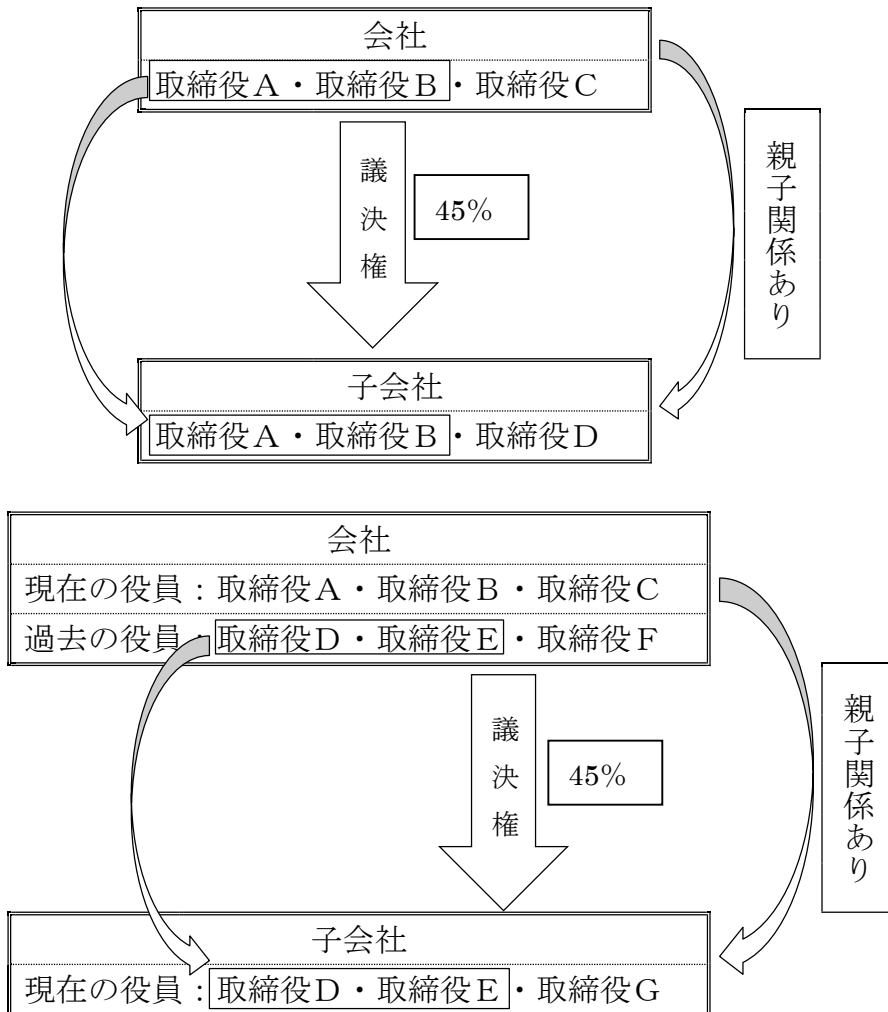 会社
取締役A・取締役B・取締役C
議決権
45%
親子関係あり
子会社
取締役A・取締役B・取締役D
会社
現在の役員：取締役A・取締役B・取締役C
過去の役員：取締役D・取締役E・取締役F
議決権
45%
親子関係あり
子会社
現在の役員：取締役D・取締役E・取締役G